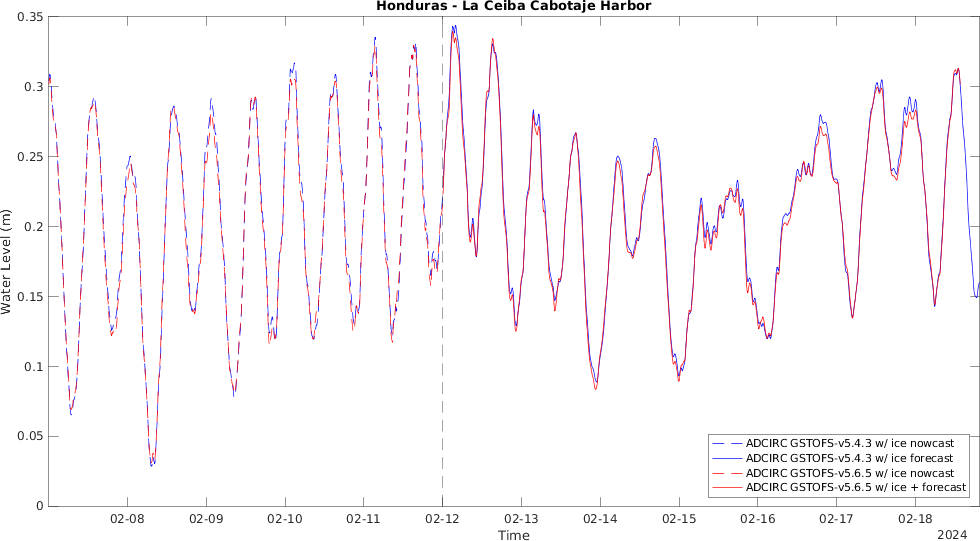 Honduras - La Ceiba Cabotaje Harbor
0.35
0.3
0.25
0.2
0.15
0.1
0.05
0
Water Level (m)
ADCIRC GSTOFS-v5.4.3 w/ ice nowcast
ADCIRC GSTOFS-v5.4.3 w/ ice forecast
ADCIRC GSTOFS-v5.6.5 w/ ice nowcast
ADCIRC GSTOFS-v5.6.5 w/ ice + forecast
02-08 02-09 02-10 02-11 02-12 02-13 02-14 02-15 02-16 02-17 02-18
Time
2024